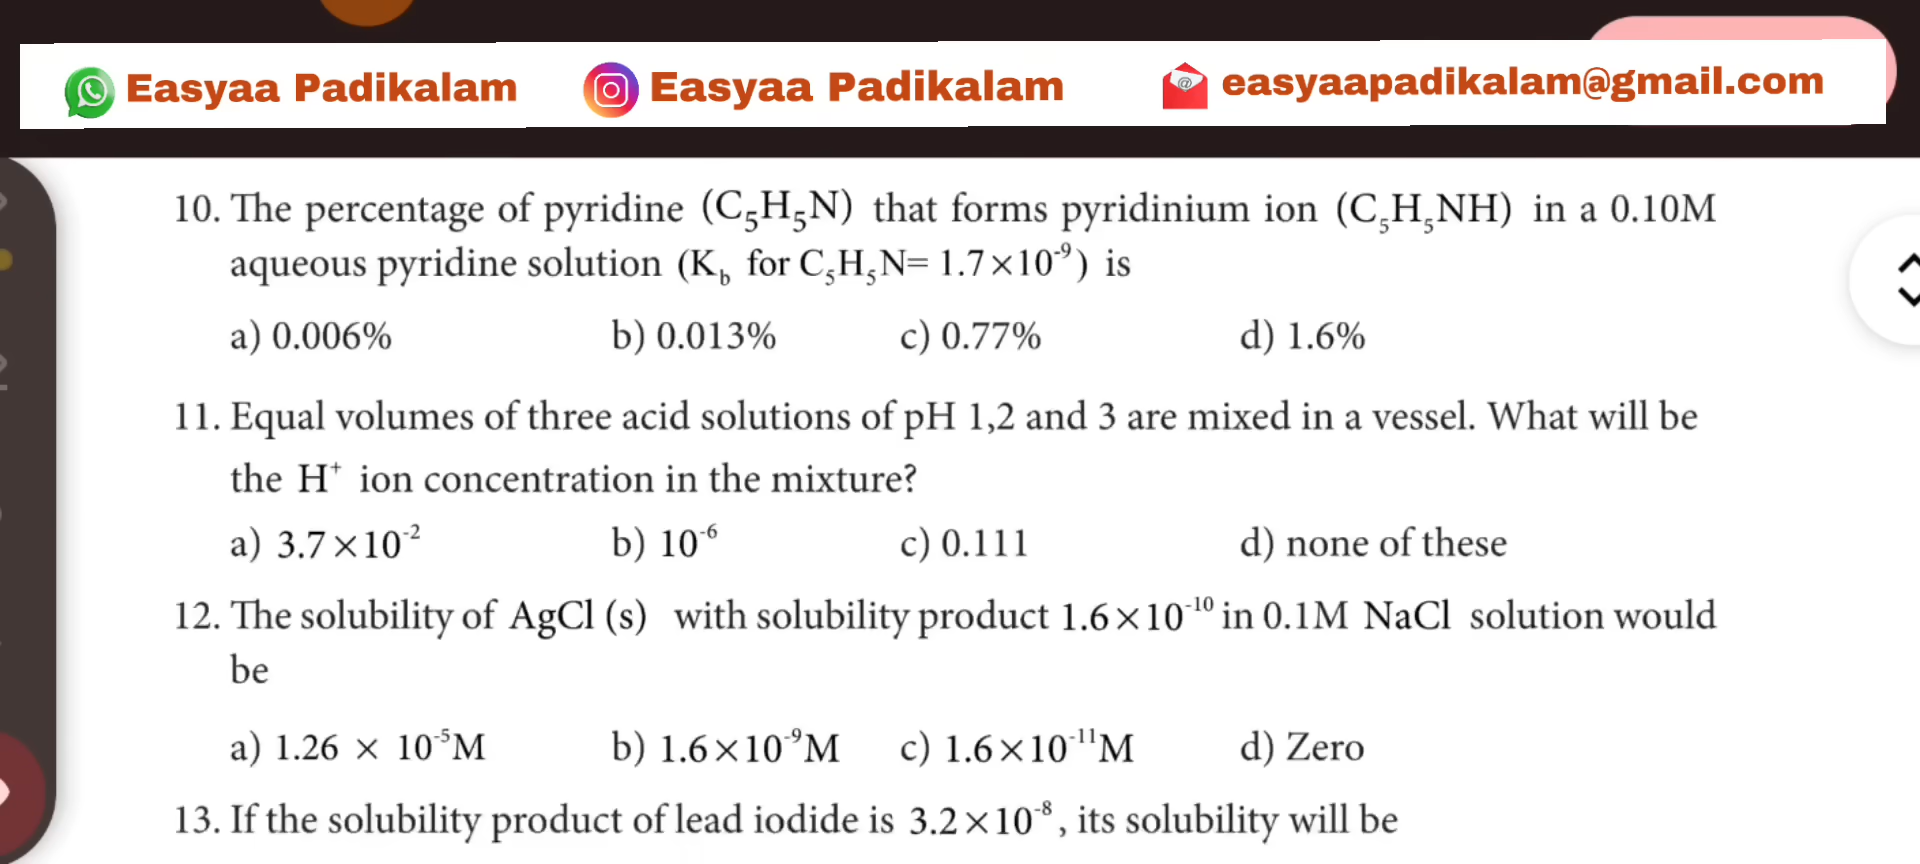 Easyaa Padikalam Easyaa Padikalam easyaapadikalam@gmail.com
10. The percentage of pyridine (C₅H₅N) that forms pyridinium ion (C₅H₅NH) in a 0.10M
aqueous pyridine solution (K_b for C₅H₅N= 1.7×10⁻⁹) is
a) 0.006% b) 0.013% c) 0.77% d) 1.6%
11. Equal volumes of three acid solutions of pH 1,2 and 3 are mixed in a vessel. What will be
the H⁺ ion concentration in the mixture?
a) 3.7×10⁻² b) 10⁻⁶ c) 0.111 d) none of these
12. The solubility of AgCl (s) with solubility product 1.6×10⁻¹⁰ in 0.1M NaCl solution would
be
a) 1.26 × 10⁻⁵M b) 1.6×10⁻⁹M c) 1.6×10⁻¹¹M d) Zero
13. If the solubility product of lead iodide is 3.2×10⁻⁸, its solubility will be